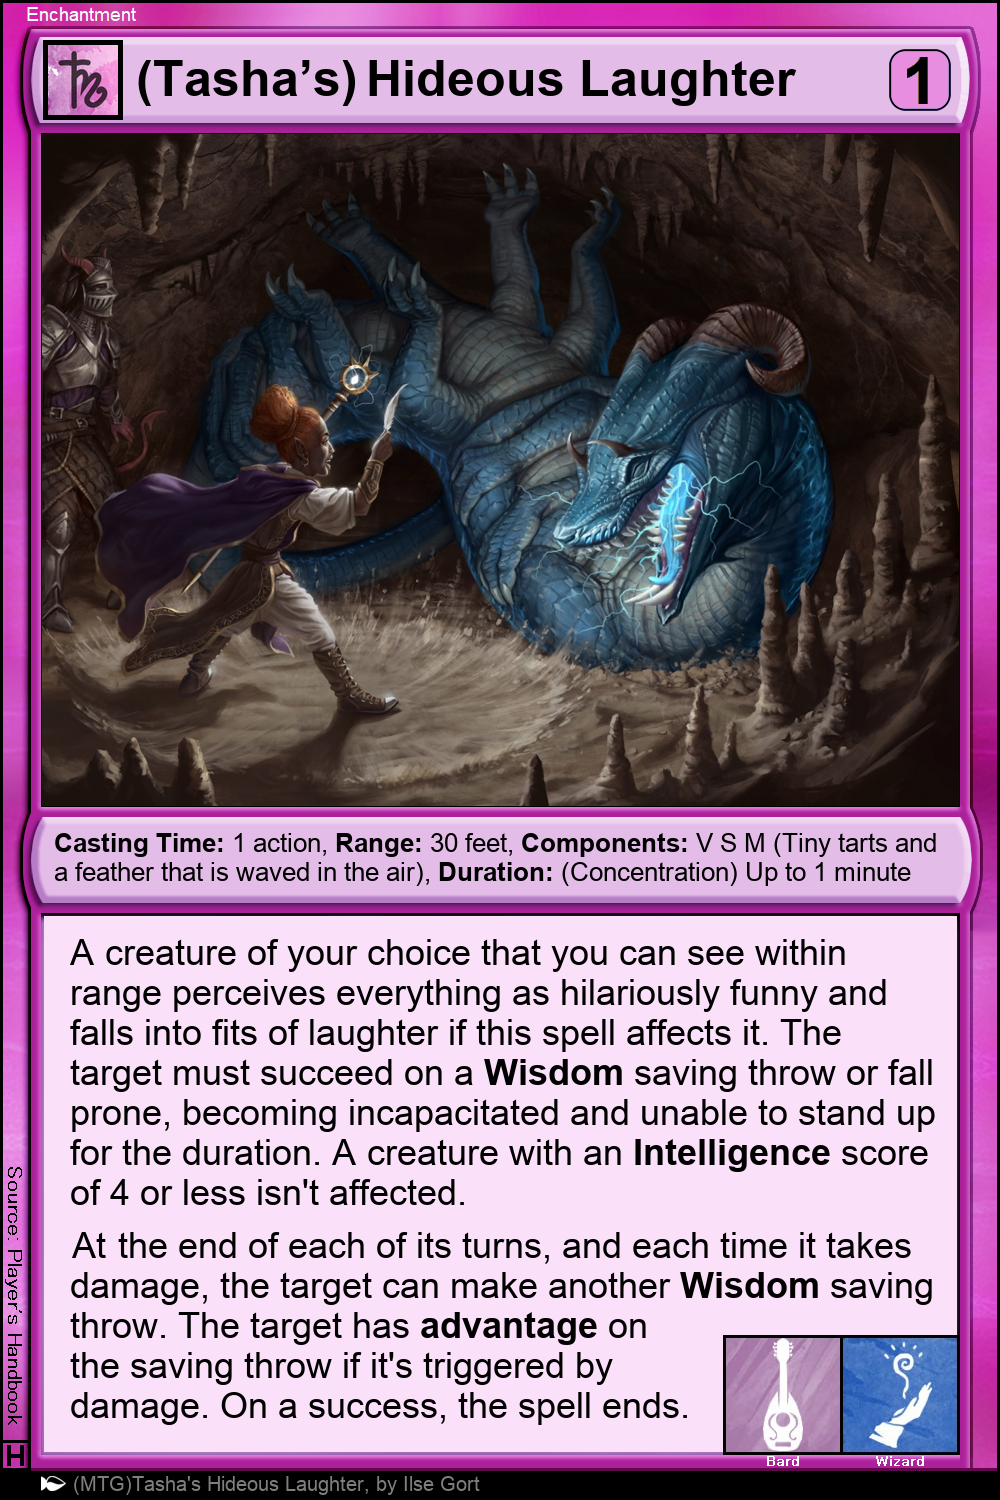 Enchantment
(Tasha’s) Hideous Laughter
1
Casting Time: 1 action, Range: 30 feet, Components: V S M (Tiny tarts and
a feather that is waved in the air), Duration: (Concentration) Up to 1 minute
A creature of your choice that you can see within
range perceives everything as hilariously funny and
falls into fits of laughter if this spell affects it. The
target must succeed on a Wisdom saving throw or fall
prone, becoming incapacitated and unable to stand up
for the duration. A creature with an Intelligence score
of 4 or less isn't affected.
At the end of each of its turns, and each time it takes
damage, the target can make another Wisdom saving
throw. The target has advantage on
the saving throw if it's triggered by
damage. On a success, the spell ends.
Bard
Wizard
Source: Player's Handbook
H
(MTG)Tasha's Hideous Laughter, by Ilse Gort